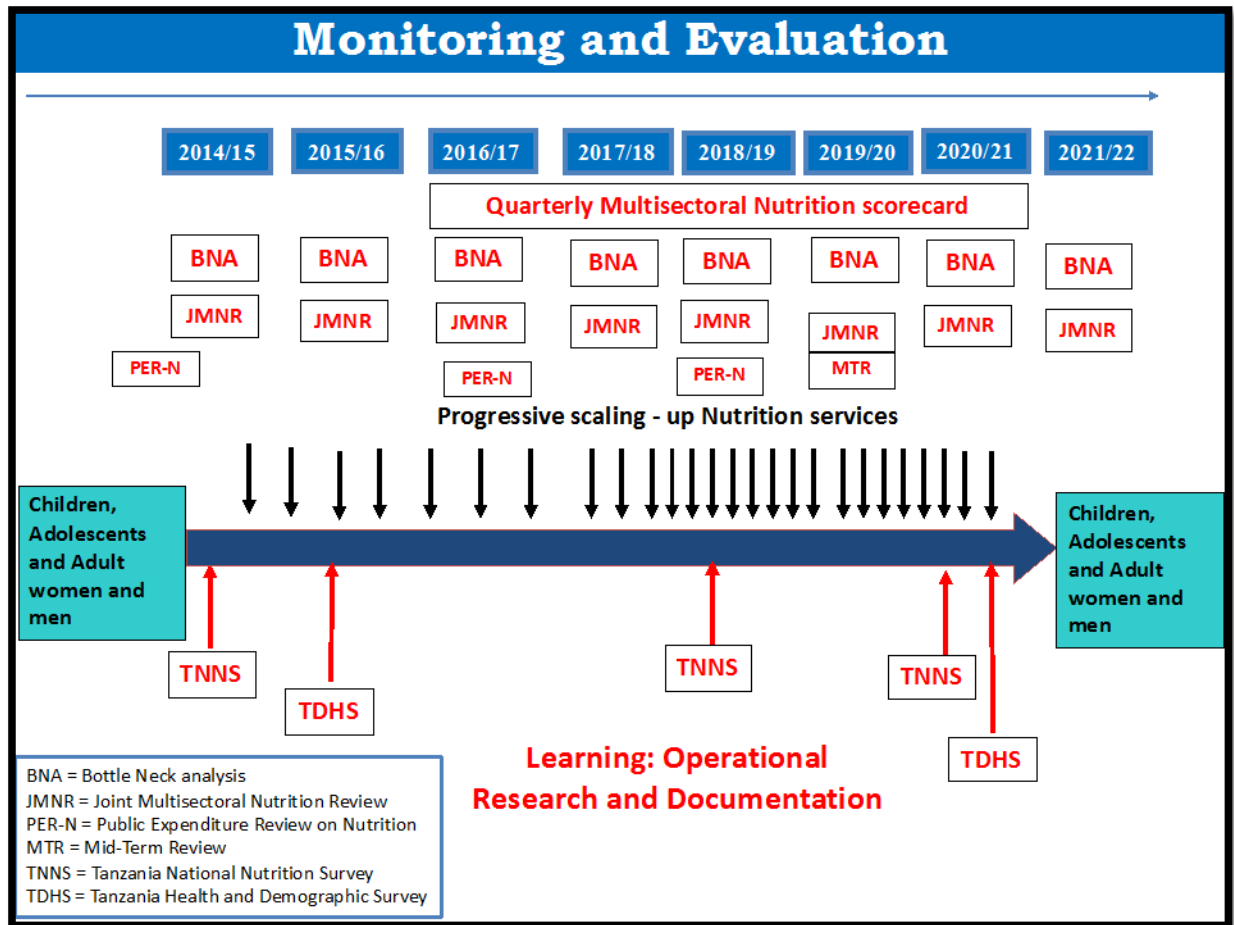 Monitoring and Evaluation
2014/15 2015/16 2016/17 2017/18 2018/19 2019/20 2020/21 2021/22
Quarterly Multisectoral Nutrition scorecard
BNA BNA BNA BNA BNA BNA BNA BNA
JMNR JMNR JMNR JMNR JMNR JMNR JMNR JMNR
PER-N PER-N PER-N MTR
Progressive scaling - up Nutrition services
Children,
Adolescents
and Adult
women and
men
Children,
Adolescents
and Adult
women and
men
TNNS TNNS TNNS
TDHS TDHS
Learning: Operational
Research and Documentation
BNA = Bottle Neck analysis
JMNR = Joint Multisectoral Nutrition Review
PER-N = Public Expenditure Review on Nutrition
MTR = Mid-Term Review
TNNS = Tanzania National Nutrition Survey
TDHS = Tanzania Health and Demographic Survey